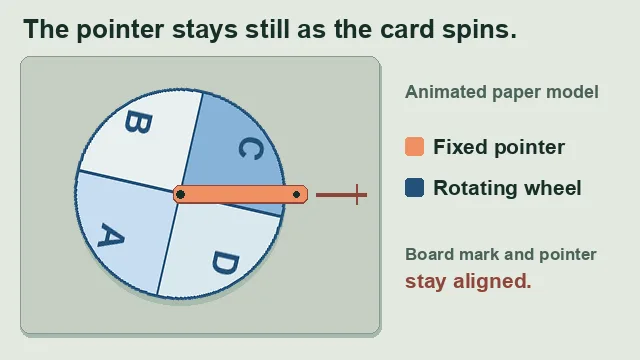 The pointer stays still as the card spins.
B
C
A
D
Animated paper model
Fixed pointer
Rotating wheel
Board mark and pointer
stay aligned.